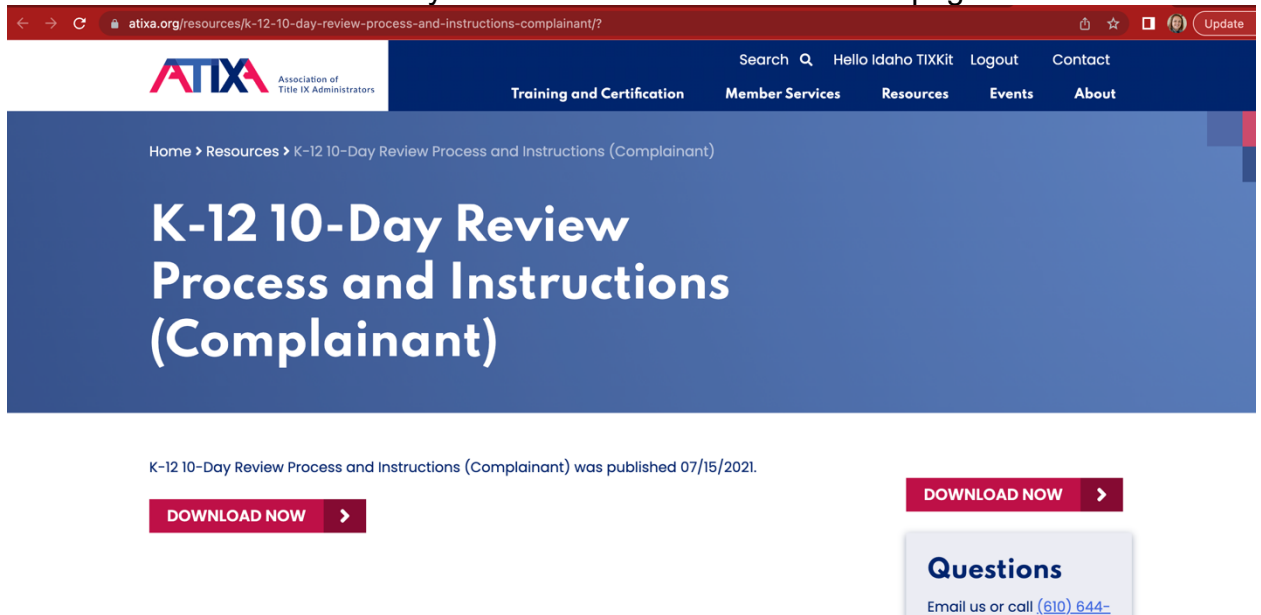 atixa.org/resources/k-12-10-day-review-process-and-instructions-complainant/?
Update
ATIXA
Association of
Title IX Administrators
Search Hello Idaho TIXKit Logout Contact
Training and Certification Member Services Resources Events About
Home > Resources > K-12 10-Day Review Process and Instructions (Complainant)
K-12 10-Day Review
Process and Instructions
(Complainant)
K-12 10-Day Review Process and Instructions (Complainant) was published 07/15/2021.
DOWNLOAD NOW
DOWNLOAD NOW
Questions
Email us or call (610) 644-